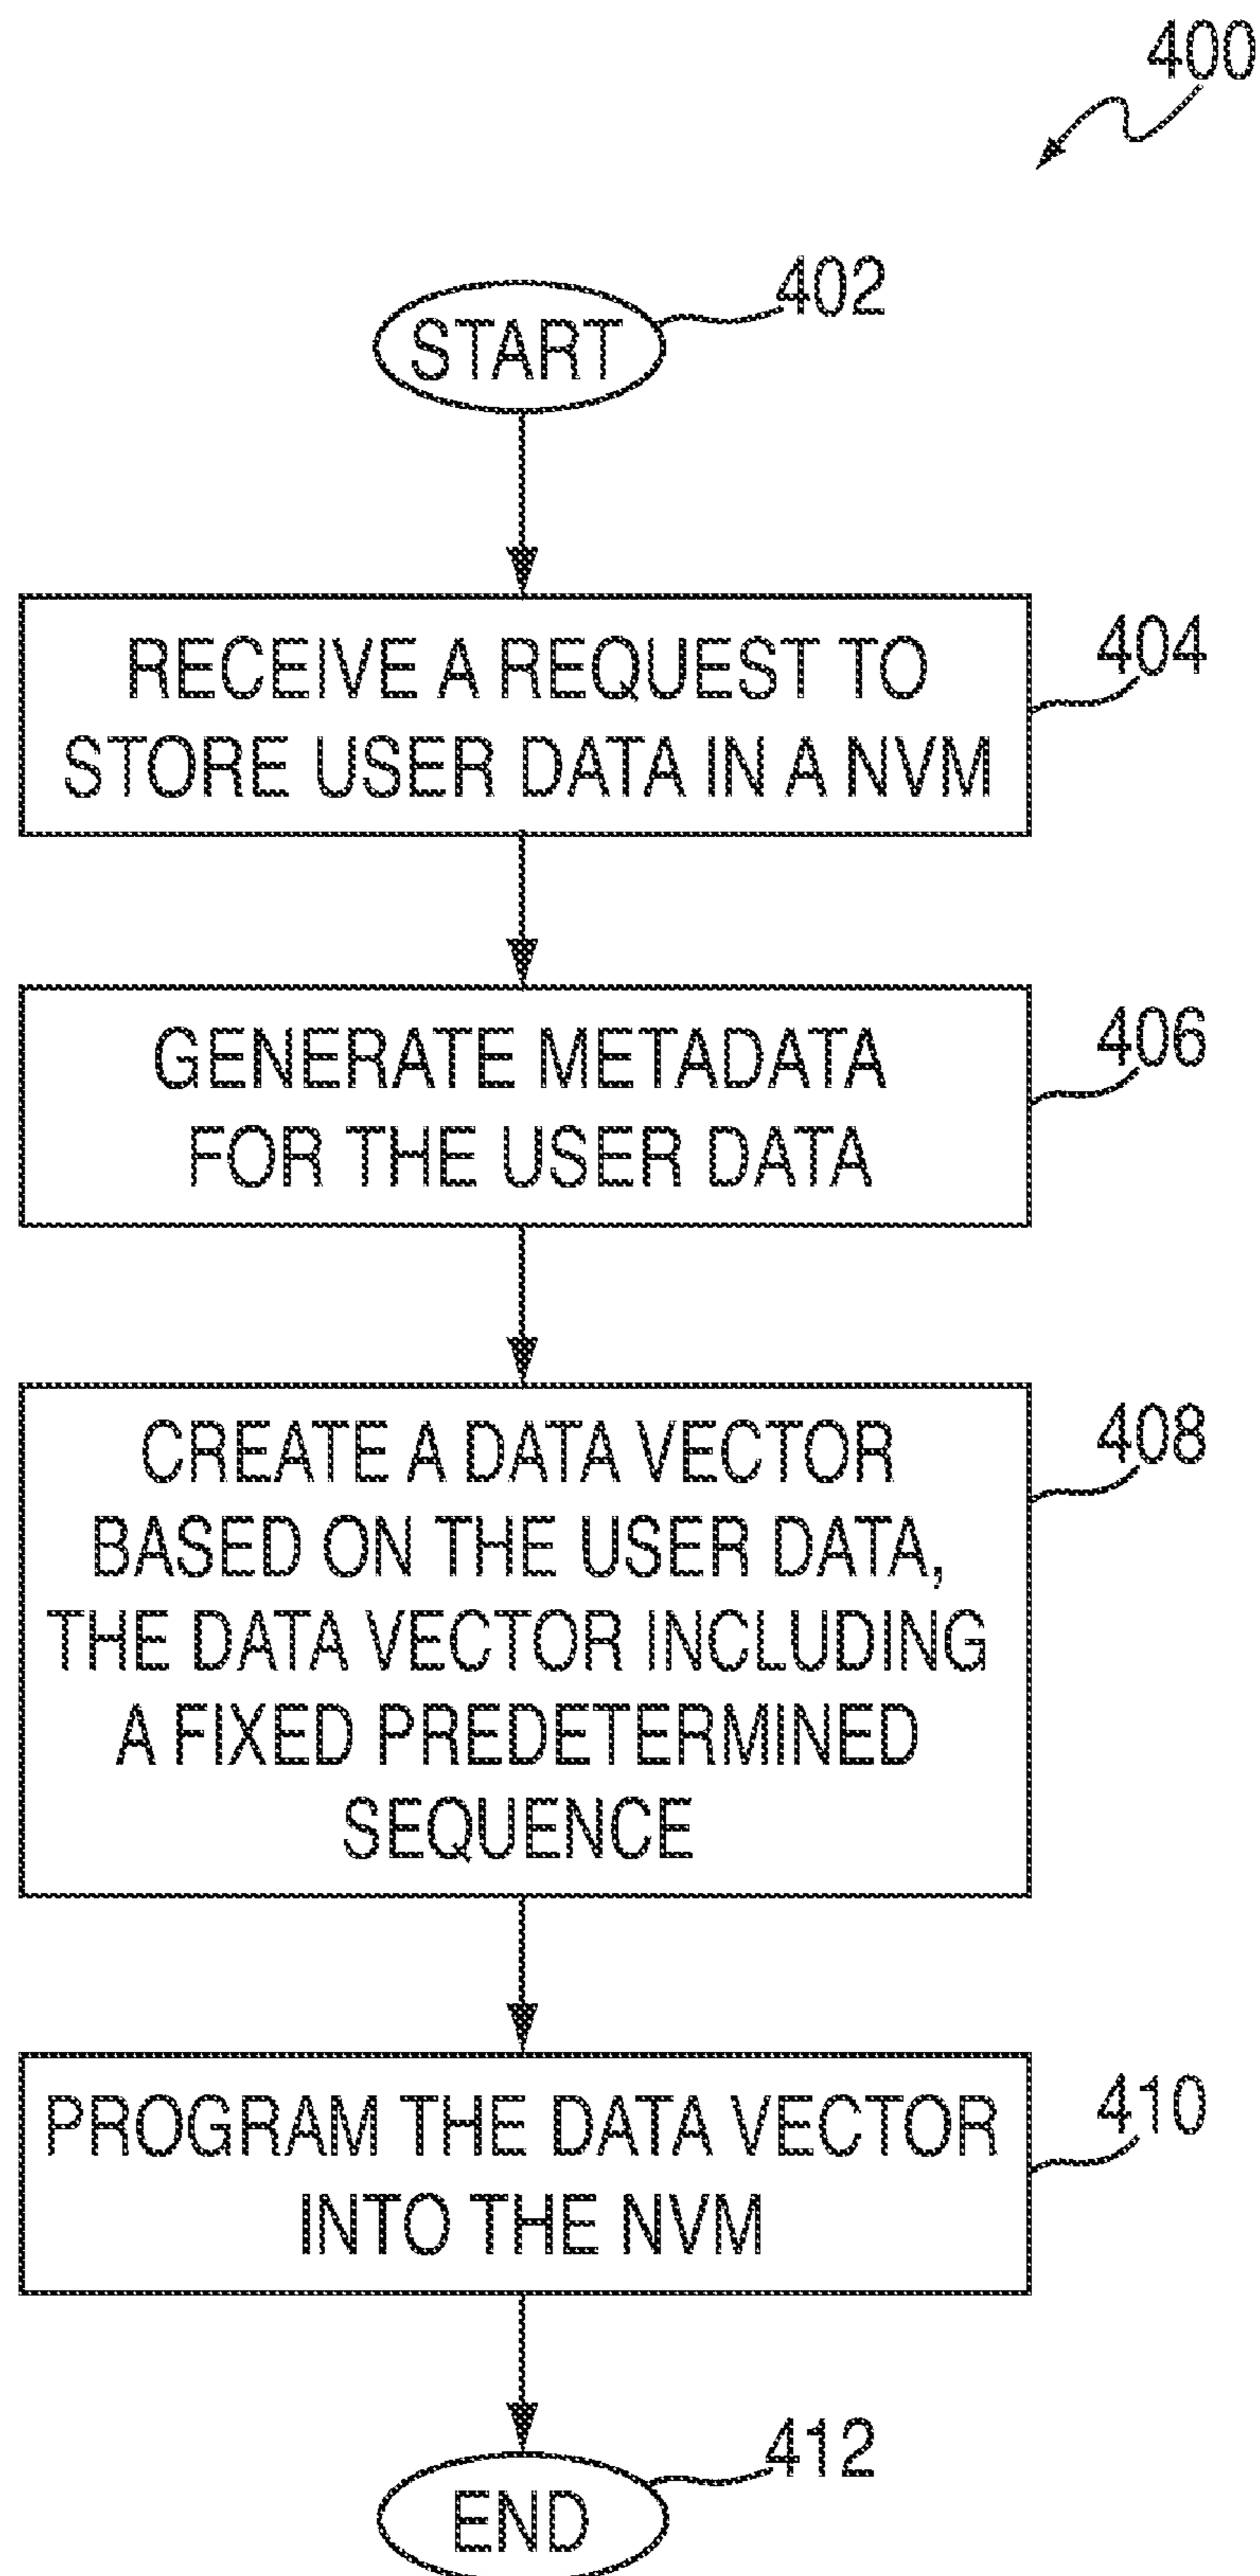 400
START
402
RECEIVE A REQUEST TO
STORE USER DATA IN A NVM
404
GENERATE METADATA
FOR THE USER DATA
406
CREATE A DATA VECTOR
BASED ON THE USER DATA,
THE DATA VECTOR INCLUDING
A FIXED PREDETERMINED
SEQUENCE
408
PROGRAM THE DATA VECTOR
INTO THE NVM
410
END
412